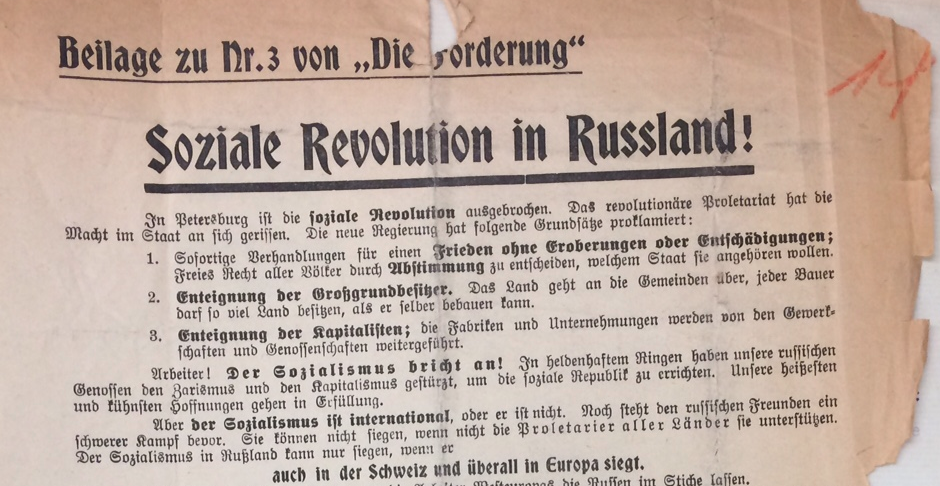 Beilage zu Nr. 3 von „Die Forderung“
Soziale Revolution in Russland!
In Petersburg ist die soziale Revolution ausgebrochen. Das revolutionäre Proletariat hat die
Macht im Staat an sich gerissen. Die neue Regierung hat folgende Grundsätze proklamiert:
1. Sofortige Verhandlungen für einen Frieden ohne Eroberungen oder Entschädigungen;
Freies Recht aller Völker durch Abstimmung zu entscheiden, welchem Staat sie angehören wollen.
2. Enteignung der Großgrundbesitzer. Das Land geht an die Gemeinden über, jeder Bauer
darf so viel Land besitzen, als er selber bebauen kann.
3. Enteignung der Kapitalisten; die Fabriken und Unternehmungen werden von den Gewerk-
schaften und Genossenschaften weitergeführt.
Arbeiter! Der Sozialismus bricht an! In heldenhaftem Ringen haben unsere russischen
Genossen den Zarismus und den Kapitalismus gestürzt, um die soziale Republik zu errichten. Unsere heißesten
und kühnsten Hoffnungen gehen in Erfüllung.
Aber der Sozialismus ist international, oder er ist nicht. Noch steht den russischen Freunden ein
schwerer Kampf bevor. Sie können nicht siegen, wenn nicht die Proletarier aller Länder sie unterstützen.
Der Sozialismus in Rußland kann nur siegen, wenn er
auch in der Schweiz und überall in Europa siegt.
die Russen im Stiche lassen.